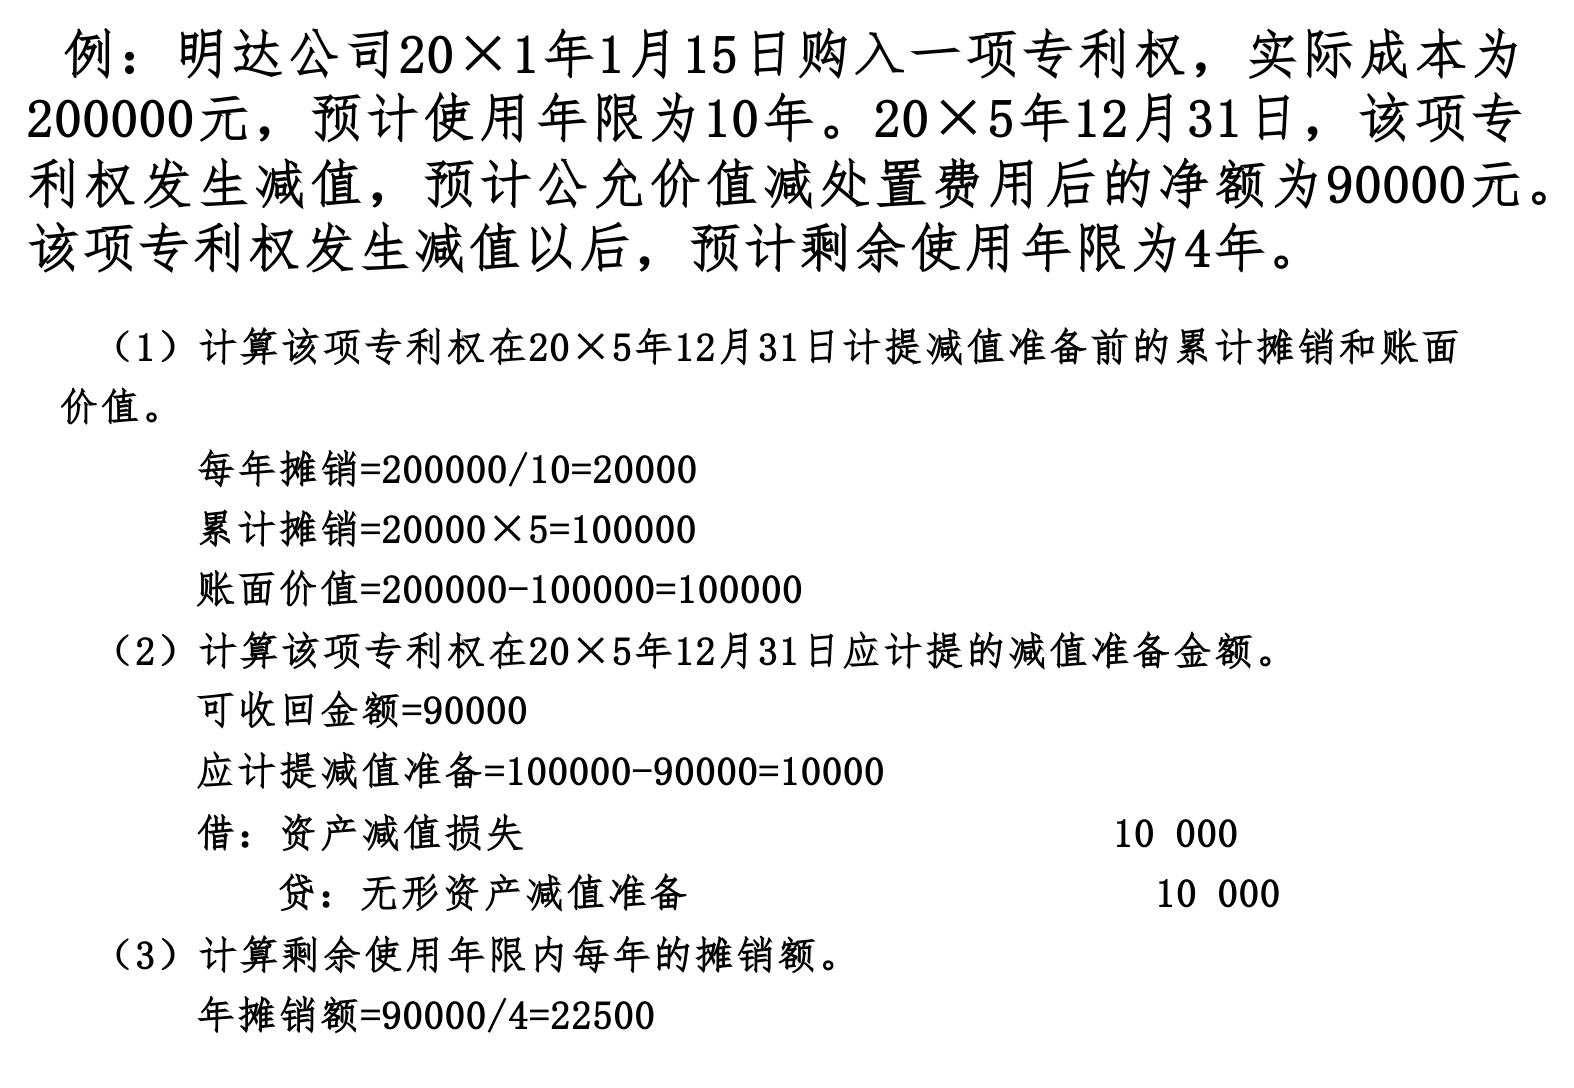 例：明达公司20×1年1月15日购入一项专利权，实际成本为
200000元，预计使用年限为10年。20×5年12月31日，该项专
利权发生减值，预计公允价值减处置费用后的净额为90000元。
该项专利权发生减值以后，预计剩余使用年限为4年。
（1）计算该项专利权在20×5年12月31日计提减值准备前的累计摊销和账面
价值。
每年摊销=200000/10=20000
累计摊销=20000×5=100000
账面价值=200000-100000=100000
（2）计算该项专利权在20×5年12月31日应计提的减值准备金额。
可收回金额=90000
应计提减值准备=100000-90000=10000
借：资产减值损失 10 000
贷：无形资产减值准备 10 000
（3）计算剩余使用年限内每年的摊销额。
年摊销额=90000/4=22500